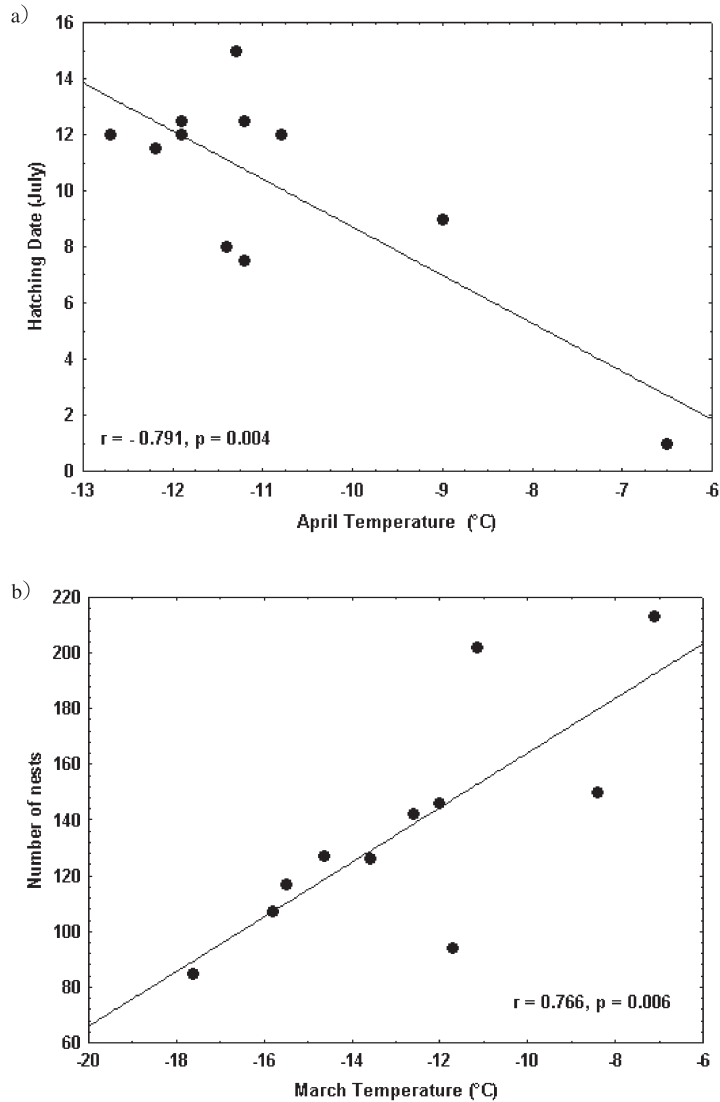 a)
16
14
12
10
8
6
4
2
0
Hatching Date (July)
r = - 0.791, p = 0.004
-13 -12 -11 -10 -9 -8 -7 -6
April Temperature (°C)
b)
220
200
180
160
140
120
100
80
60
Number of nests
r = 0.766, p = 0.006
-20 -18 -16 -14 -12 -10 -8 -6
March Temperature (°C)